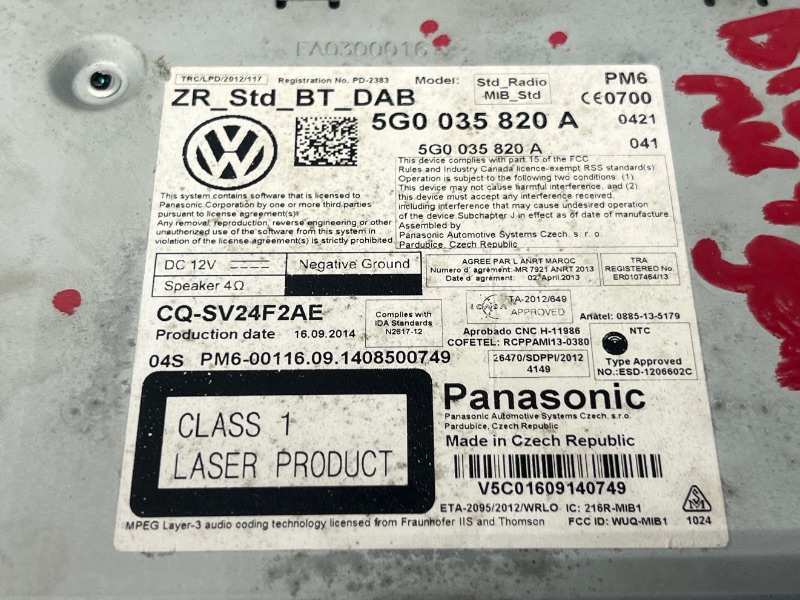 FA0300016A
TRC/LPD/2012/117 Registration No. PD-2383 Model: Std_Radio MIB_Std PM6
ZR_Std_BT_DAB CE0700
5G0 035 820 A 0421
5G0 035 820 A 041
This device complies with part 15 of the FCC
Rules and Industry Canada licence-exempt RSS standard(s)
Operation is subject to the following two conditions: (1)
This device may not cause harmful interference, and (2)
this device must accept any interference received,
including interference that may cause undesired operation
of the device Subchapter J in effect as of date of manufacture
Assembled by
Panasonic Automotive Systems Czech, s. r. o
Pardubice, Czech Republic
This system contains software that is licensed to
Panasonic Corporation by one or more third parties
pursuant to license agreement(s)
Any removal, reproduction, reverse engineering or other
unauthorized use of the software from this system in
violation of the license agreement(s) is strictly prohibited
DC 12V Negative Ground
Speaker 4Ω
AGREE PAR L ANRT MAROC
Numero d´agrément: MR 7921 ANRT 2013
Date d´agrément: 02 April.2013
TRA
REGISTERED No.
ER0107464/13
CQ-SV24F2AE
Production date 16.09.2014
Complies with
IDA Standards
N2617-12
TA-2012/649
APPROVED
Anatel: 0885-13-5179
Aprobado CNC H-11986
COFETEL: RCPPAMI13-0380
26470/SDPPI/2012
4149
NTC
Type Approved
NO.:ESD-1206602C
04S PM6-00116.09.1408500749
CLASS 1
LASER PRODUCT
Panasonic
Panasonic Automotive Systems Czech, s.r.o.
Pardubice, Czech Republic
Made in Czech Republic
V5C01609140749
ETA-2095/2012/WRLO IC: 216R-MIB1
MPEG Layer-3 audio coding technology licensed from Fraunhofer IIS and Thomson FCC ID: WUQ-MIB1 1024